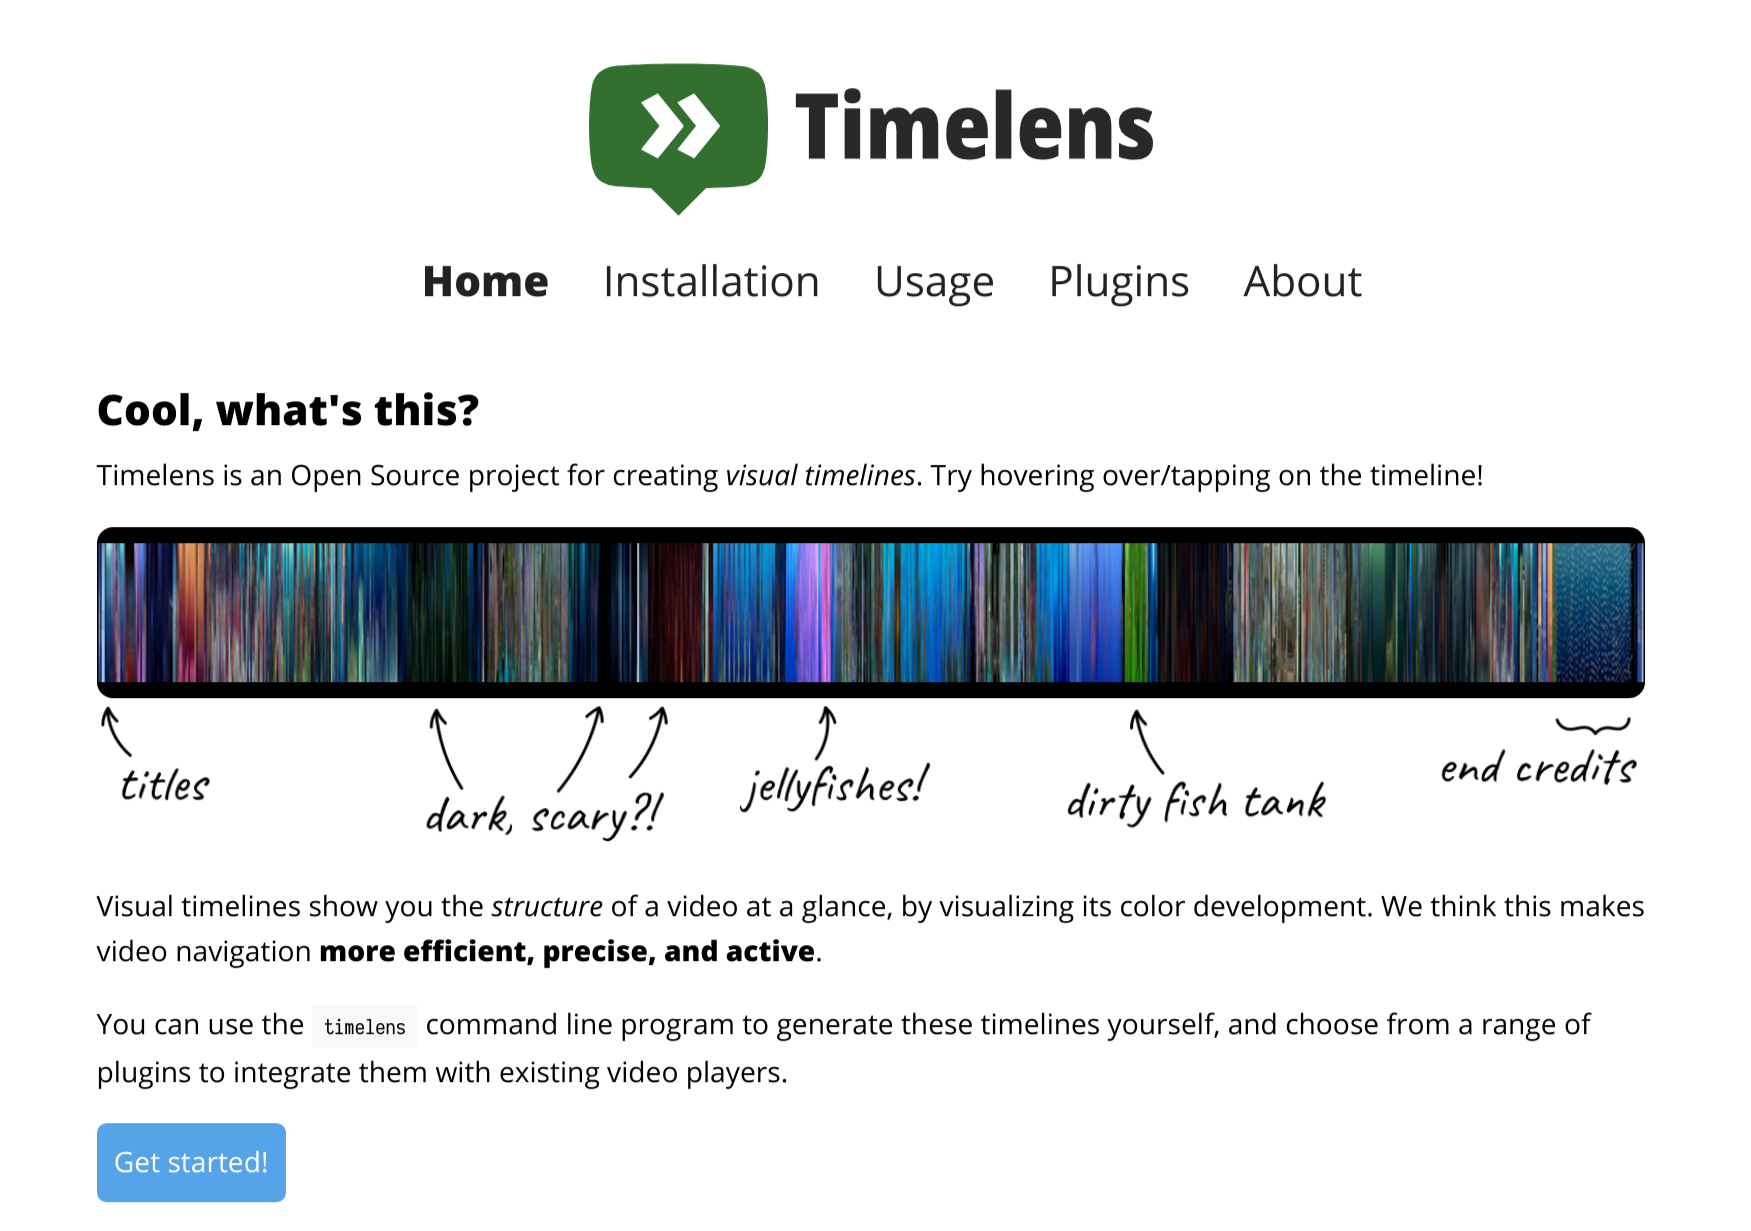 Timelens
Home Installation Usage Plugins About
Cool, what's this?
Timelens is an Open Source project for creating visual timelines. Try hovering over/tapping on the timeline!
titles
dark, scary?!
jellyfishes!
dirty fish tank
end credits
Visual timelines show you the structure of a video at a glance, by visualizing its color development. We think this makes
video navigation more efficient, precise, and active.
You can use the timelens command line program to generate these timelines yourself, and choose from a range of
plugins to integrate them with existing video players.
Get started!